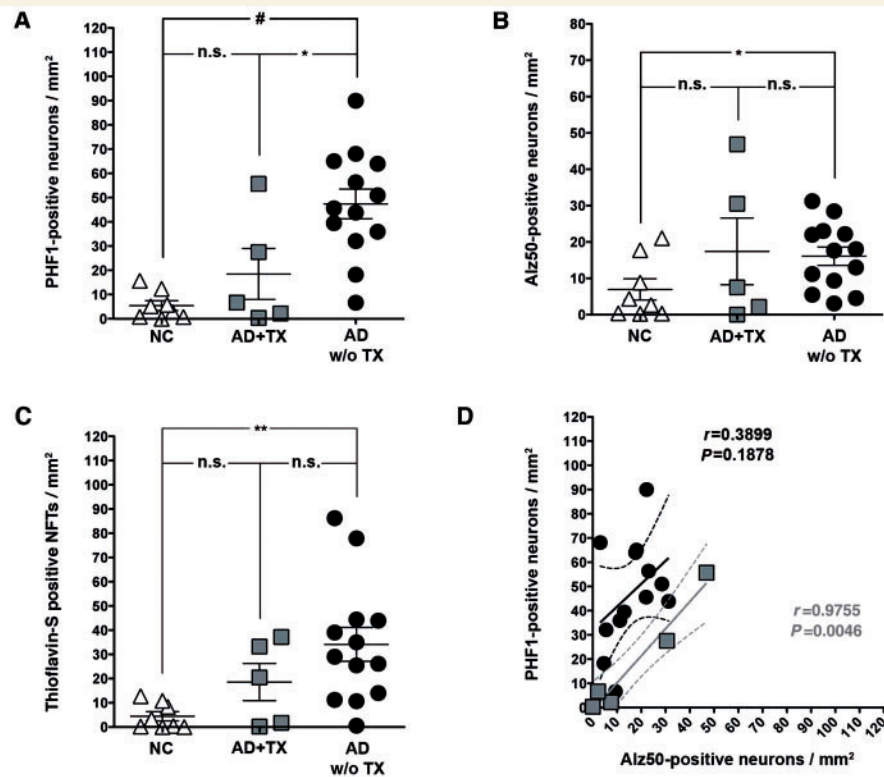 A
PHF1-positive neurons / mm²
120
110
100
90
80
70
60
50
40
30
20
10
0
#
n.s.
*
NC
AD+TX
AD
w/o TX
B
Alz50-positive neurons / mm²
80
70
60
50
40
30
20
10
0
*
n.s.
n.s.
NC
AD+TX
AD
w/o TX
C
Thioflavin-S positive NFTs / mm²
120
110
100
90
80
70
60
50
40
30
20
10
0
**
n.s.
n.s.
NC
AD+TX
AD
w/o TX
D
PHF1-positive neurons / mm²
120
110
100
90
80
70
60
50
40
30
20
10
0
r=0.3899
P=0.1878
r=0.9755
P=0.0046
0 10 20 30 40 50 60 70 80 90 100 110 120
Alz50-positive neurons / mm²